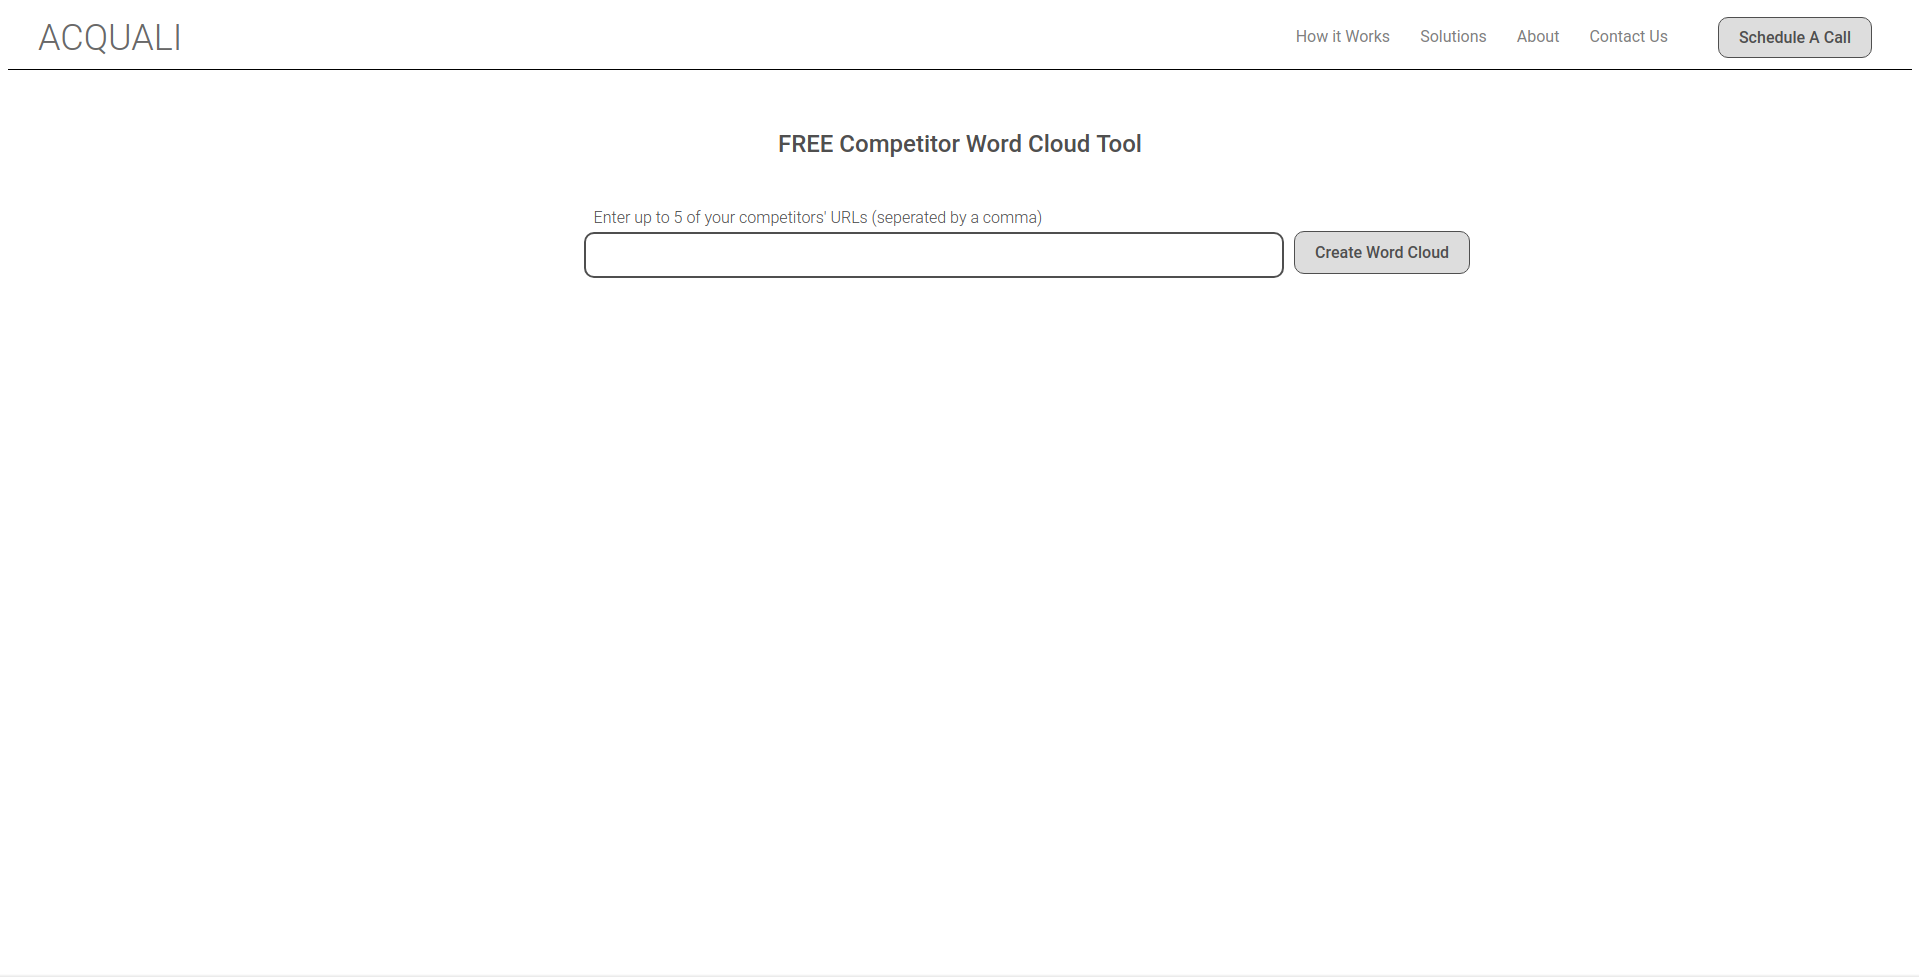 ACQUALI
How it Works Solutions About Contact Us Schedule A Call
FREE Competitor Word Cloud Tool
Enter up to 5 of your competitors' URLs (seperated by a comma)
Create Word Cloud